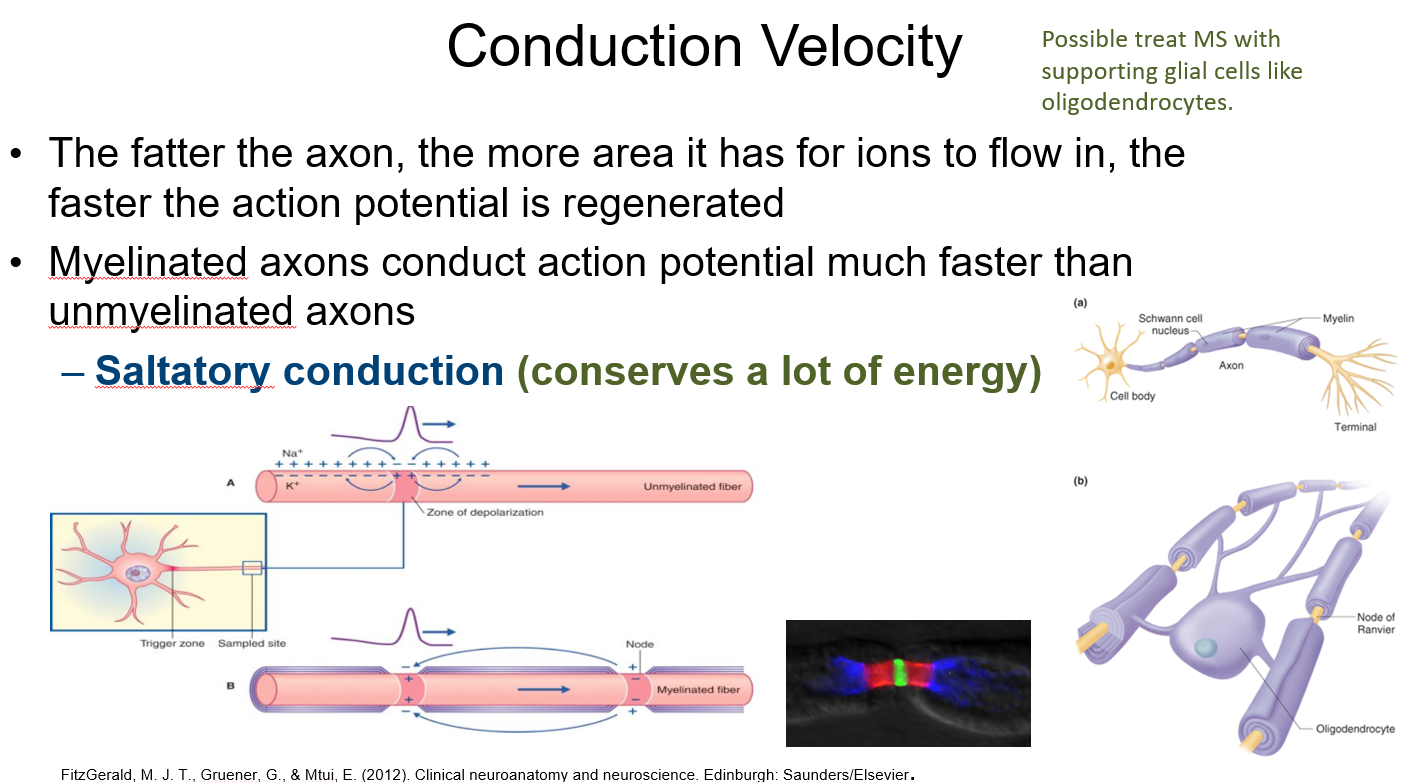 Conduction Velocity
Possible treat MS with
supporting glial cells like
oligodendrocytes.
• The fatter the axon, the more area it has for ions to flow in, the
faster the action potential is regenerated
• Myelinated axons conduct action potential much faster than
unmyelinated axons
– Saltatory conduction (conserves a lot of energy)
(a)
Schwann cell
nucleus
Myelin
Axon
Cell body
Terminal
Na+
+ + + + + + + + + − − + + + + + +
A
K+
Unmyelinated fiber
Zone of depolarization
Trigger zone
Sampled site
Node
B
Myelinated fiber
(b)
Node of
Ranvier
Oligodendrocyte
FitzGerald, M. J. T., Gruener, G., & Mtui, E. (2012). Clinical neuroanatomy and neuroscience. Edinburgh: Saunders/Elsevier.